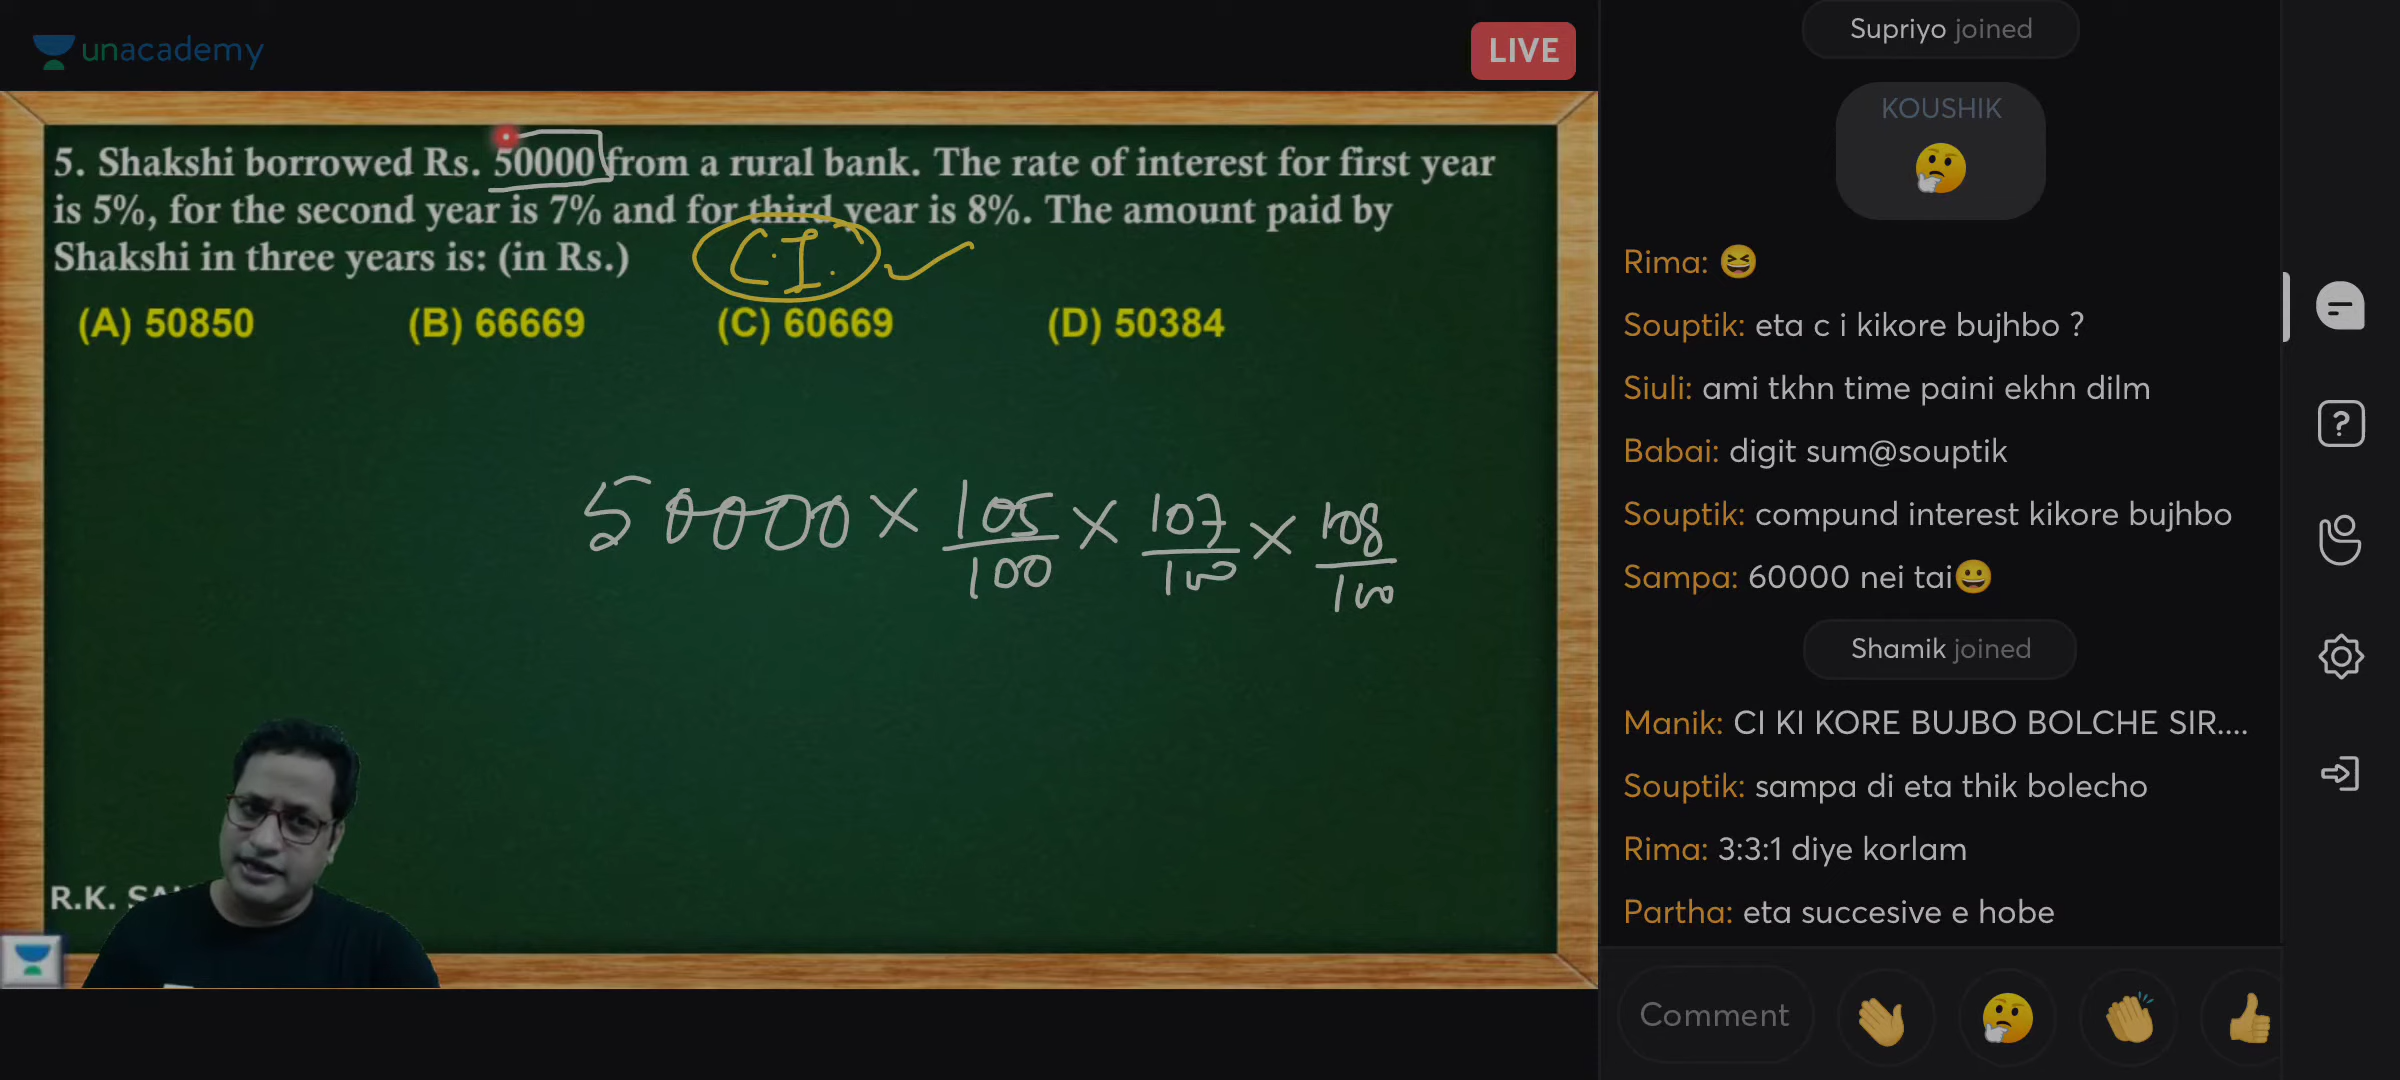 unacademy
LIVE
5. Shakshi borrowed Rs. 50000 from a rural bank. The rate of interest for first year
is 5%, for the second year is 7% and for third year is 8%. The amount paid by
Shakshi in three years is: (in Rs.)
C.I.
(A) 50850 (B) 66669 (C) 60669 (D) 50384
50000 × 105/100 × 107/100 × 108/100
R.K.
Supriyo joined
KOUSHIK
Rima: 😆
Souptik: eta c i kikore bujhbo ?
Siuli: ami tkhn time paini ekhn dilm
Babai: digit sum@souptik
Souptik: compund interest kikore bujhbo
Sampa: 60000 nei tai😀
Shamik joined
Manik: CI KI KORE BUJBO BOLCHE SIR....
Souptik: sampa di eta thik bolecho
Rima: 3:3:1 diye korlam
Partha: eta succesive e hobe
Comment